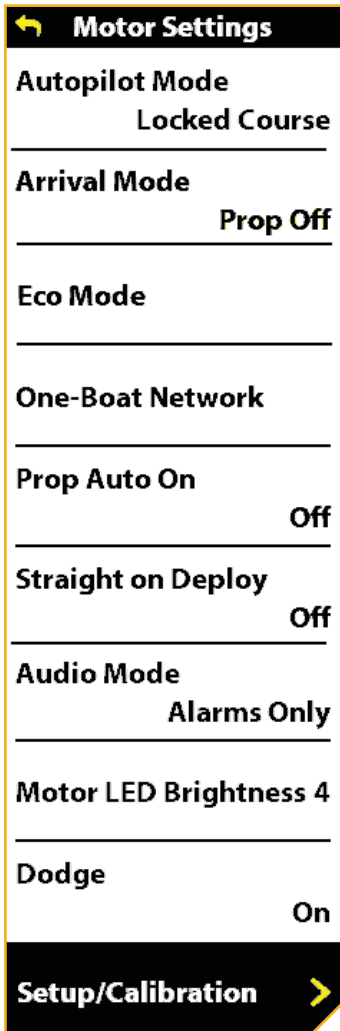 Motor Settings
Autopilot Mode
Locked Course
Arrival Mode
Prop Off
Eco Mode
One-Boat Network
Prop Auto On
Off
Straight on Deploy
Off
Audio Mode
Alarms Only
Motor LED Brightness 4
Dodge
On
Setup/Calibration